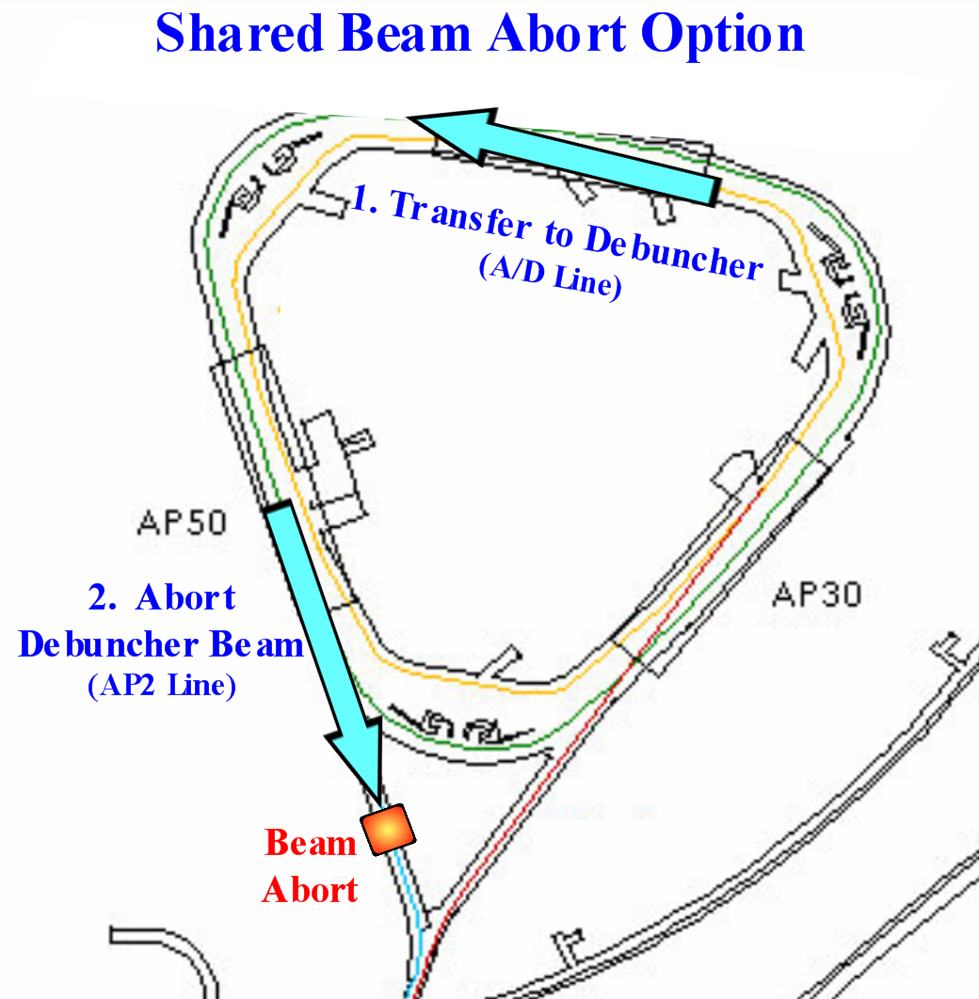 Shared Beam Abort Option
1. Transfer to Debuncher
(A/D Line)
AP50
2. Abort
Debuncher Beam
(AP2 Line)
AP30
Beam
Abort